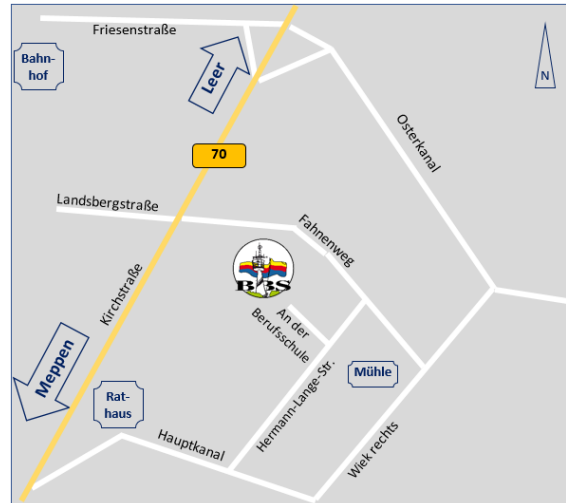 Friesenstraße
Bahn-
hof
Leer
N
70
Osterkanal
Landsbergstraße
Fahnenweg
BBS
Kirchstraße
An der
Berufsschule
Meppen
Rat-
haus
Mühle
Hermann-Lange-Str.
Hauptkanal
Wiek rechts